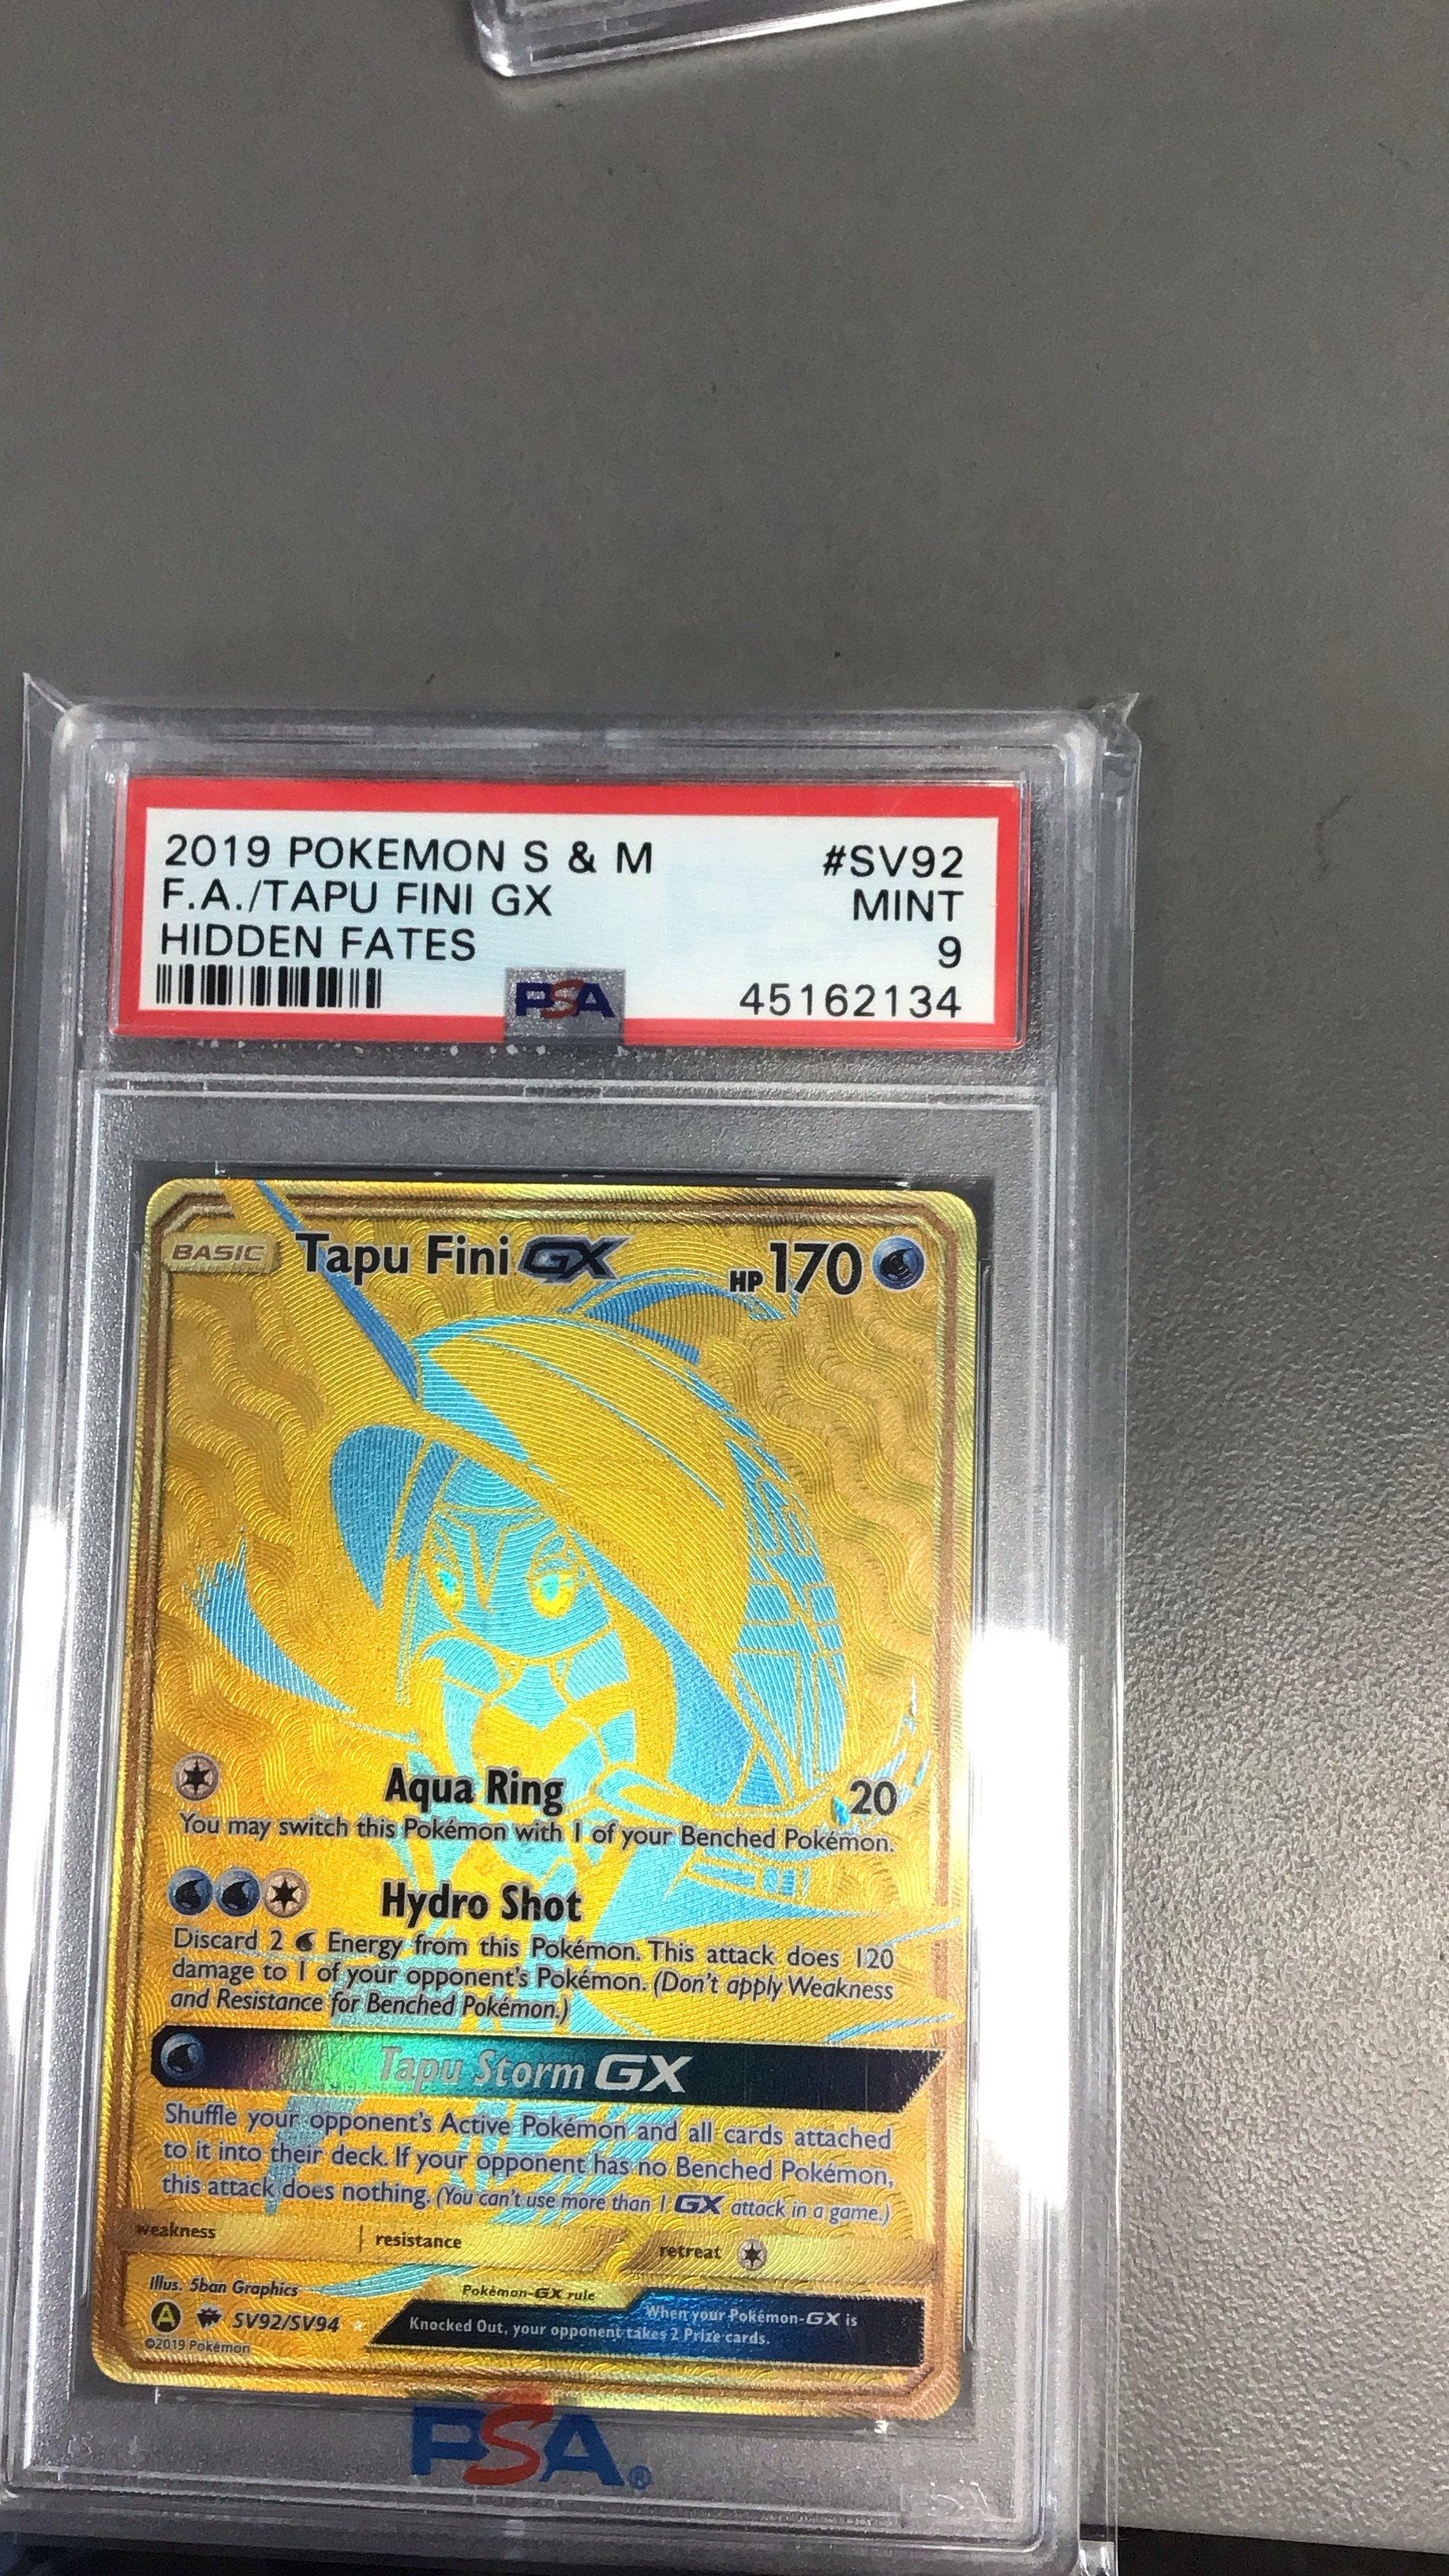 2019 POKEMON S & M #SV92
F.A./TAPU FINI GX MINT
HIDDEN FATES 9
PSA 45162134
BASIC Tapu Fini GX HP 170
Aqua Ring 20
You may switch this Pokémon with 1 of your Benched Pokémon.
Hydro Shot
Discard 2 Energy from this Pokémon. This attack does 120
damage to 1 of your opponent's Pokémon. (Don't apply Weakness
and Resistance for Benched Pokémon.)
Tapu Storm GX
Shuffle your opponent's Active Pokémon and all cards attached
to it into their deck. If your opponent has no Benched Pokémon,
this attack does nothing. (You can't use more than 1 GX attack in a game.)
weakness resistance retreat
Illus. 5ban Graphics
A SV92/SV94
©2019 Pokémon
Pokémon-GX rule
When your Pokémon-GX is
Knocked Out, your opponent takes 2 Prize cards.
PSA®